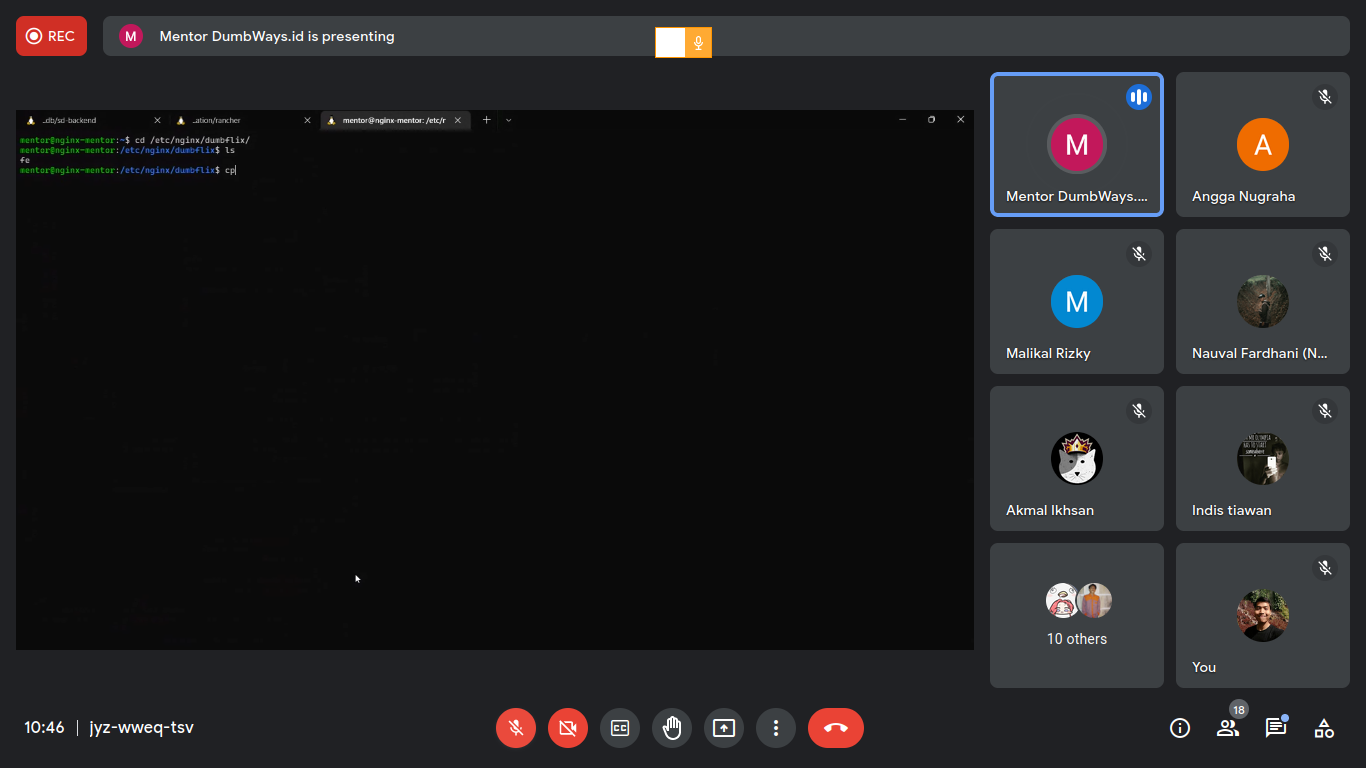 REC
M
Mentor DumbWays.id is presenting
..db/sd-backend
..ation/rancher
mentor@nginx-mentor: /etc/r
mentor@nginx-mentor:~$ cd /etc/nginx/dumbflix/
mentor@nginx-mentor:/etc/nginx/dumbflix$ ls
fe
mentor@nginx-mentor:/etc/nginx/dumbflix$ cp
M
Mentor DumbWays....
A
Angga Nugraha
M
Malikal Rizky
Nauval Fardhani (N...
Akmal Ikhsan
Indis tiawan
10 others
You
10:46
jyz-wweq-tsv
CC
18